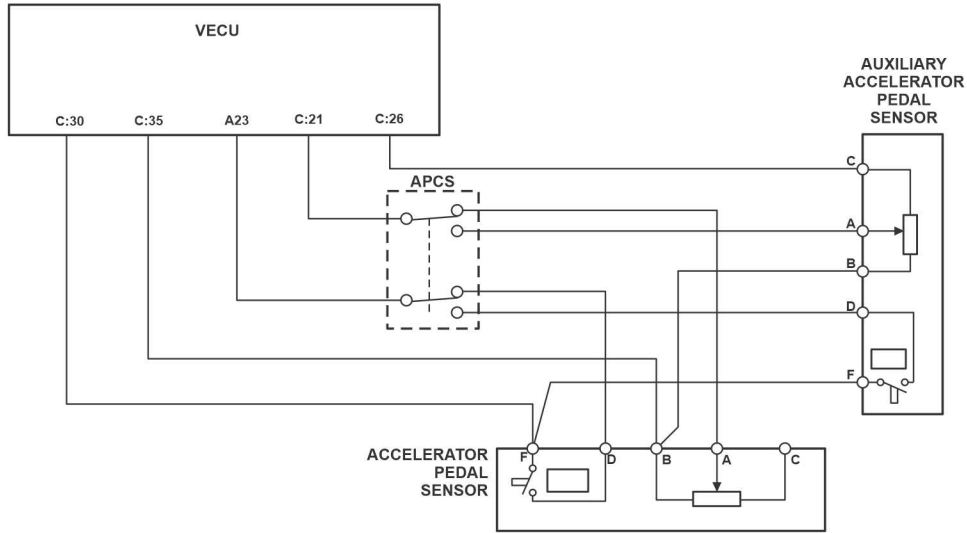 VECU
C:30 C:35 A23 C:21 C:26
AUXILIARY
ACCELERATOR
PEDAL
SENSOR
APCS
C
A
B
D
F
ACCELERATOR
PEDAL
SENSOR
F D B A C